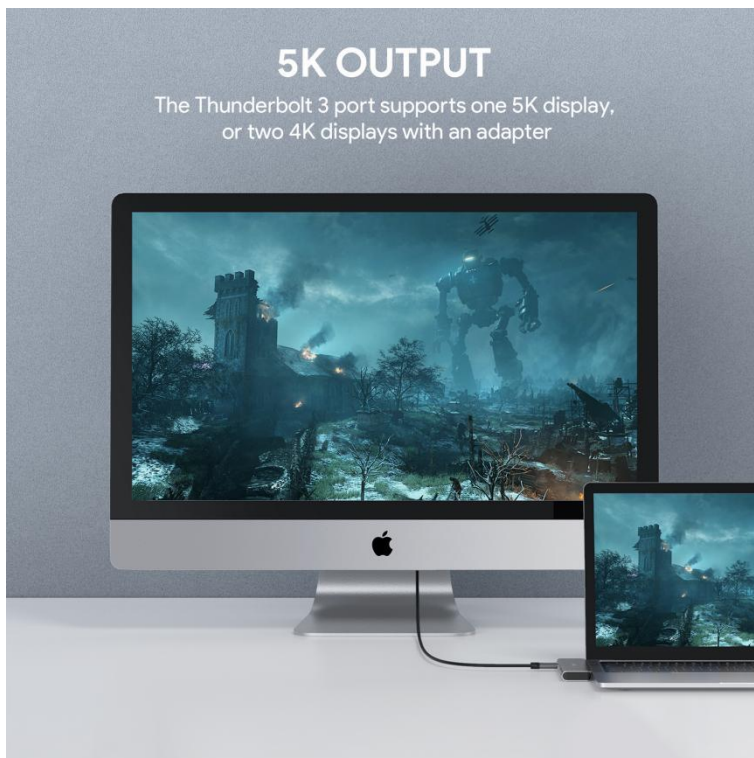 5K OUTPUT
The Thunderbolt 3 port supports one 5K display,
or two 4K displays with an adapter